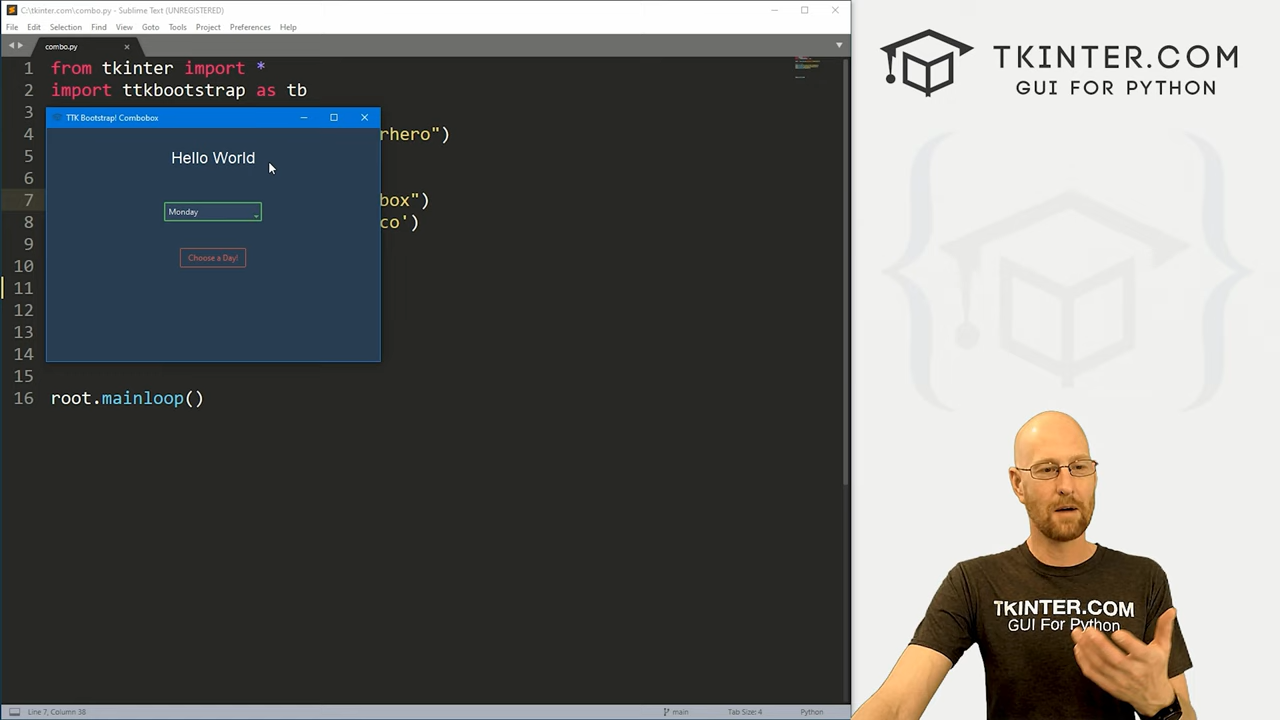 C:\tkinter.com\combo.py - Sublime Text (UNREGISTERED)
File Edit Selection Find View Goto Tools Project Preferences Help
combo.py
1 from tkinter import *
2 import ttkbootstrap as tb
3
TTK Bootstrap! Combobox
4 rhero")
5
Hello World
6
7 box")
Monday
8 co')
9
Choose a Day!
10
11
12
13
14
15
16 root.mainloop()
Line 7, Column 38
main
Tab Size: 4
Python
TKINTER.COM
GUI FOR PYTHON
TKINTER.COM
GUI For Python